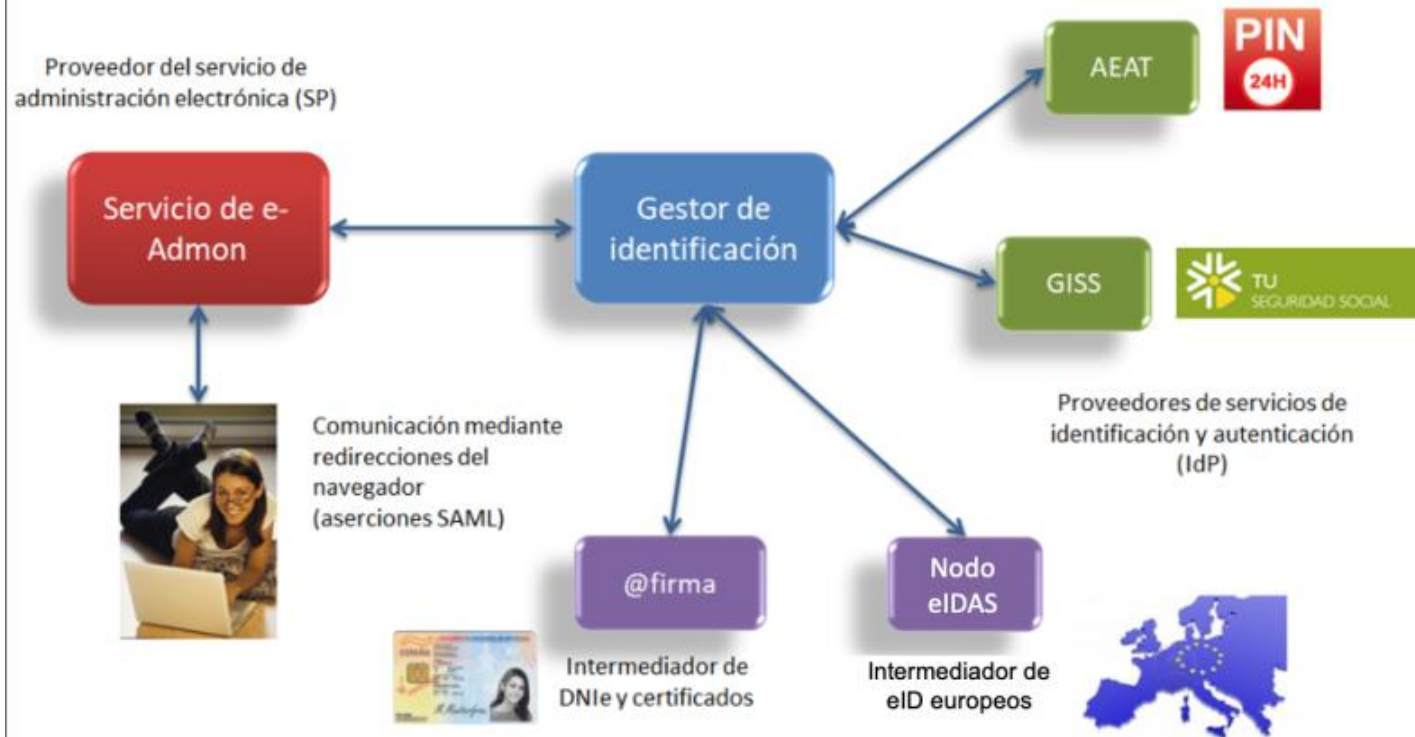 Proveedor del servicio de
administración electrónica (SP)
Servicio de e-
Admon
Gestor de
identificación
AEAT
PIN
24H
GISS
TU
SEGURIDAD SOCIAL
Proveedores de servicios de
identificación y autenticación
(IdP)
Comunicación mediante
redirecciones del
navegador
(aserciones SAML)
@firma
Nodo
eIDAS
Intermediador de
DNIe y certificados
Intermediador de
eID europeos